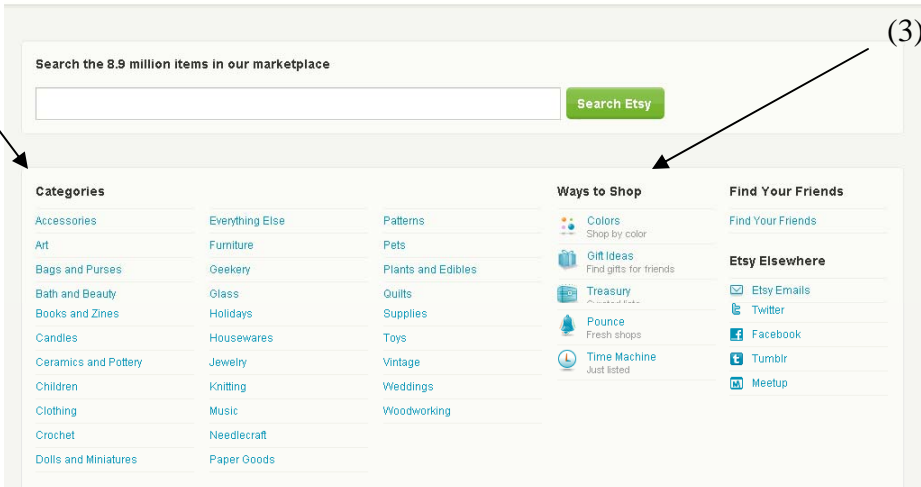 (3)
Search the 8.9 million items in our marketplace
Search Etsy
Categories
Accessories
Art
Bags and Purses
Bath and Beauty
Books and Zines
Candles
Ceramics and Pottery
Children
Clothing
Crochet
Dolls and Miniatures
Everything Else
Furniture
Geekery
Glass
Holidays
Housewares
Jewelry
Knitting
Music
Needlecraft
Paper Goods
Patterns
Pets
Plants and Edibles
Quilts
Supplies
Toys
Vintage
Weddings
Woodworking
Ways to Shop
Colors
Shop by color
Gift Ideas
Find gifts for friends
Treasury
Curated lists
Pounce
Fresh shops
Time Machine
Just listed
Find Your Friends
Find Your Friends
Etsy Elsewhere
Etsy Emails
Twitter
Facebook
Tumblr
Meetup